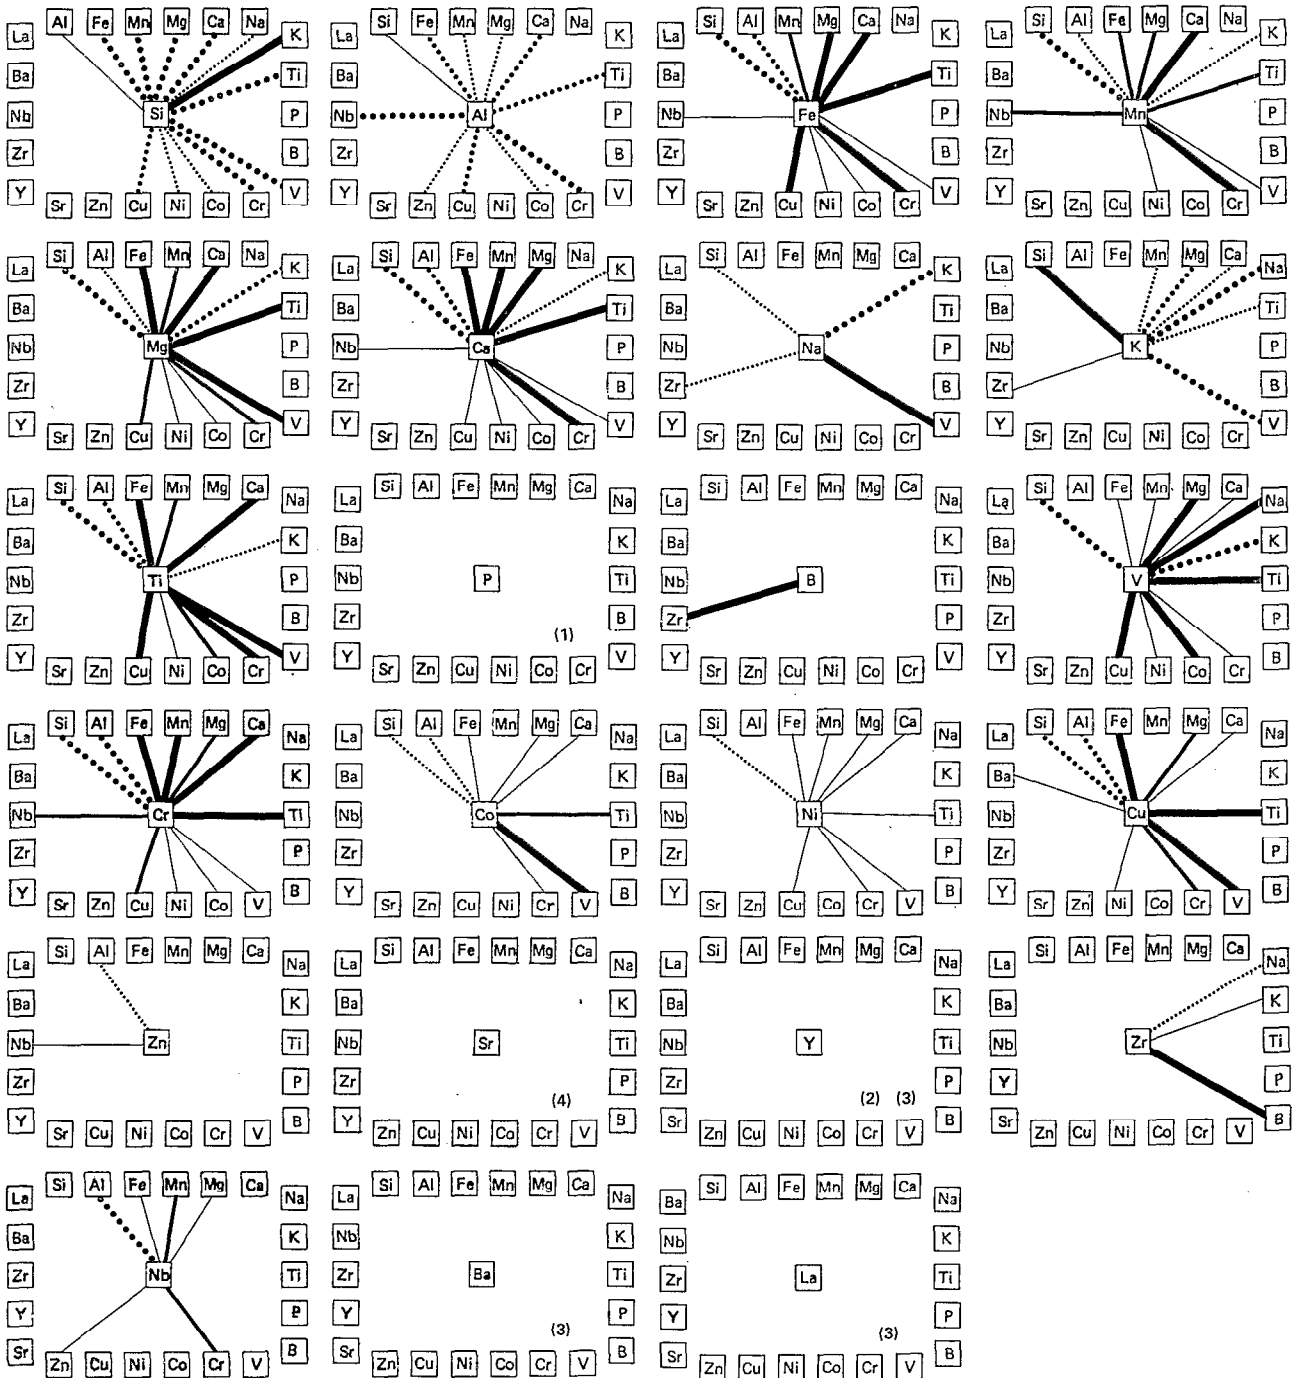 Al Fe Mn Mg Ca Na
La K
Ba Ti
Nb Si P
Zr B
Y V
Sr Zn Cu Ni Co Cr
Si Fe Mn Mg Ca Na
La K
Ba Ti
Nb Al P
Zr B
Y V
Sr Zn Cu Ni Co Cr
Si Al Mn Mg Ca Na
La K
Ba Ti
Nb Fe P
Zr B
Y V
Sr Zn Cu Ni Co Cr
Si Al Fe Mg Ca Na
La K
Ba Ti
Nb Mn P
Zr B
Y V
Sr Zn Cu Ni Co Cr
Si Al Fe Mn Ca Na
La K
Ba Ti
Nb Mg P
Zr B
Y V
Sr Zn Cu Ni Co Cr
Si Al Fe Mn Mg Na
La K
Ba Ti
Nb Ca P
Zr B
Y V
Sr Zn Cu Ni Co Cr
Si Al Fe Mn Mg Ca
La K
Ba Ti
Nb Na P
Zr B
Y V
Sr Zn Cu Ni Co Cr
Si Al Fe Mn Mg Ca
La Na
Ba Ti
Nb K P
Zr B
Y V
Sr Zn Cu Ni Co Cr
Si Al Fe Mn Mg Ca
La Na
Ba K
Nb Ti P
Zr B
Y V
Sr Zn Cu Ni Co Cr
Si Al Fe Mn Mg Ca
La Na
Ba K
Nb P Ti
Zr B
(1)
Y V
Sr Zn Cu Ni Co Cr
Si Al Fe Mn Mg Ca
La Na
Ba K
Nb B Ti
Zr P
Y V
Sr Zn Cu Ni Co Cr
Si Al Fe Mn Mg Ca
La Na
Ba K
Nb V Ti
Zr P
Y B
Sr Zn Cu Ni Co Cr
Si Al Fe Mn Mg Ca
La Na
Ba K
Nb Cr Ti
Zr P
Y B
Sr Zn Cu Ni Co V
Si Al Fe Mn Mg Ca
La Na
Ba K
Nb Co Ti
Zr P
Y B
Sr Zn Cu Ni Cr V
Si Al Fe Mn Mg Ca
La Na
Ba K
Nb Ni Ti
Zr P
Y B
Sr Zn Cu Co Cr V
Si Al Fe Mn Mg Ca
La Na
Ba K
Nb Cu Ti
Zr P
Y B
Sr Zn Ni Co Cr V
Si Al Fe Mn Mg Ca
La Na
Ba K
Nb Zn Ti
Zr P
Y B
Sr Cu Ni Co Cr V
Si Al Fe Mn Mg Ca
La Na
Ba K
Nb Sr Ti
Zr P
(4)
Y B
Zn Cu Ni Co Cr V
Si Al Fe Mn Mg Ca
La Na
Ba K
Nb Y Ti
Zr P
(2) (3)
Sr B
Zn Cu Ni Co Cr V
Si Al Fe Mn Mg Ca
La Na
Ba K
Nb Zr Ti
Y P
Sr B
Zn Cu Ni Co Cr V
Si Al Fe Mn Mg Ca
La Na
Ba K
Zr Nb Ti
Y P
Sr B
Zn Cu Ni Co Cr V
Si Al Fe Mn Mg Ca
La Na
Nb K
Zr Ba Ti
Y P
(3)
Sr B
Zn Cu Ni Co Cr V
Si Al Fe Mn Mg Ca
Ba Na
Nb K
Zr La Ti
Y P
(3)
Sr B
Zn Cu Ni Co Cr V